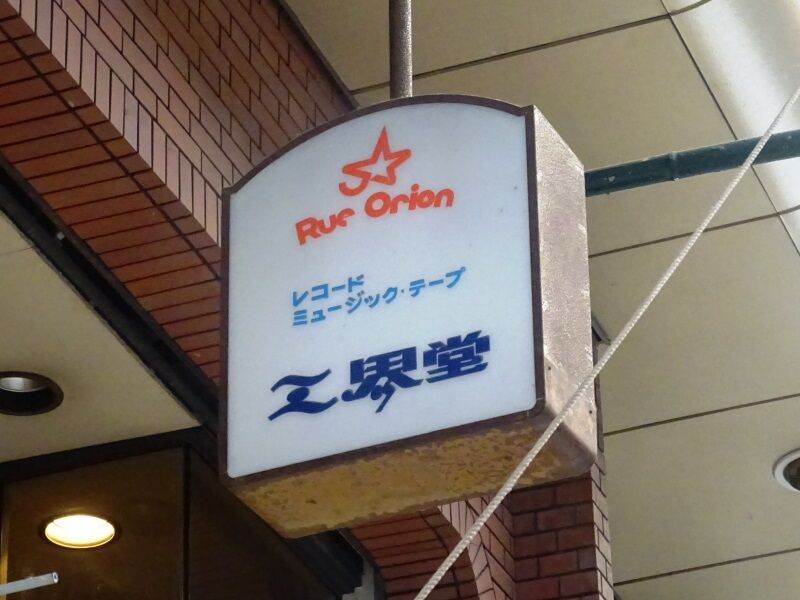 Rue Orion
レコード
ミュージック・テープ
三界堂